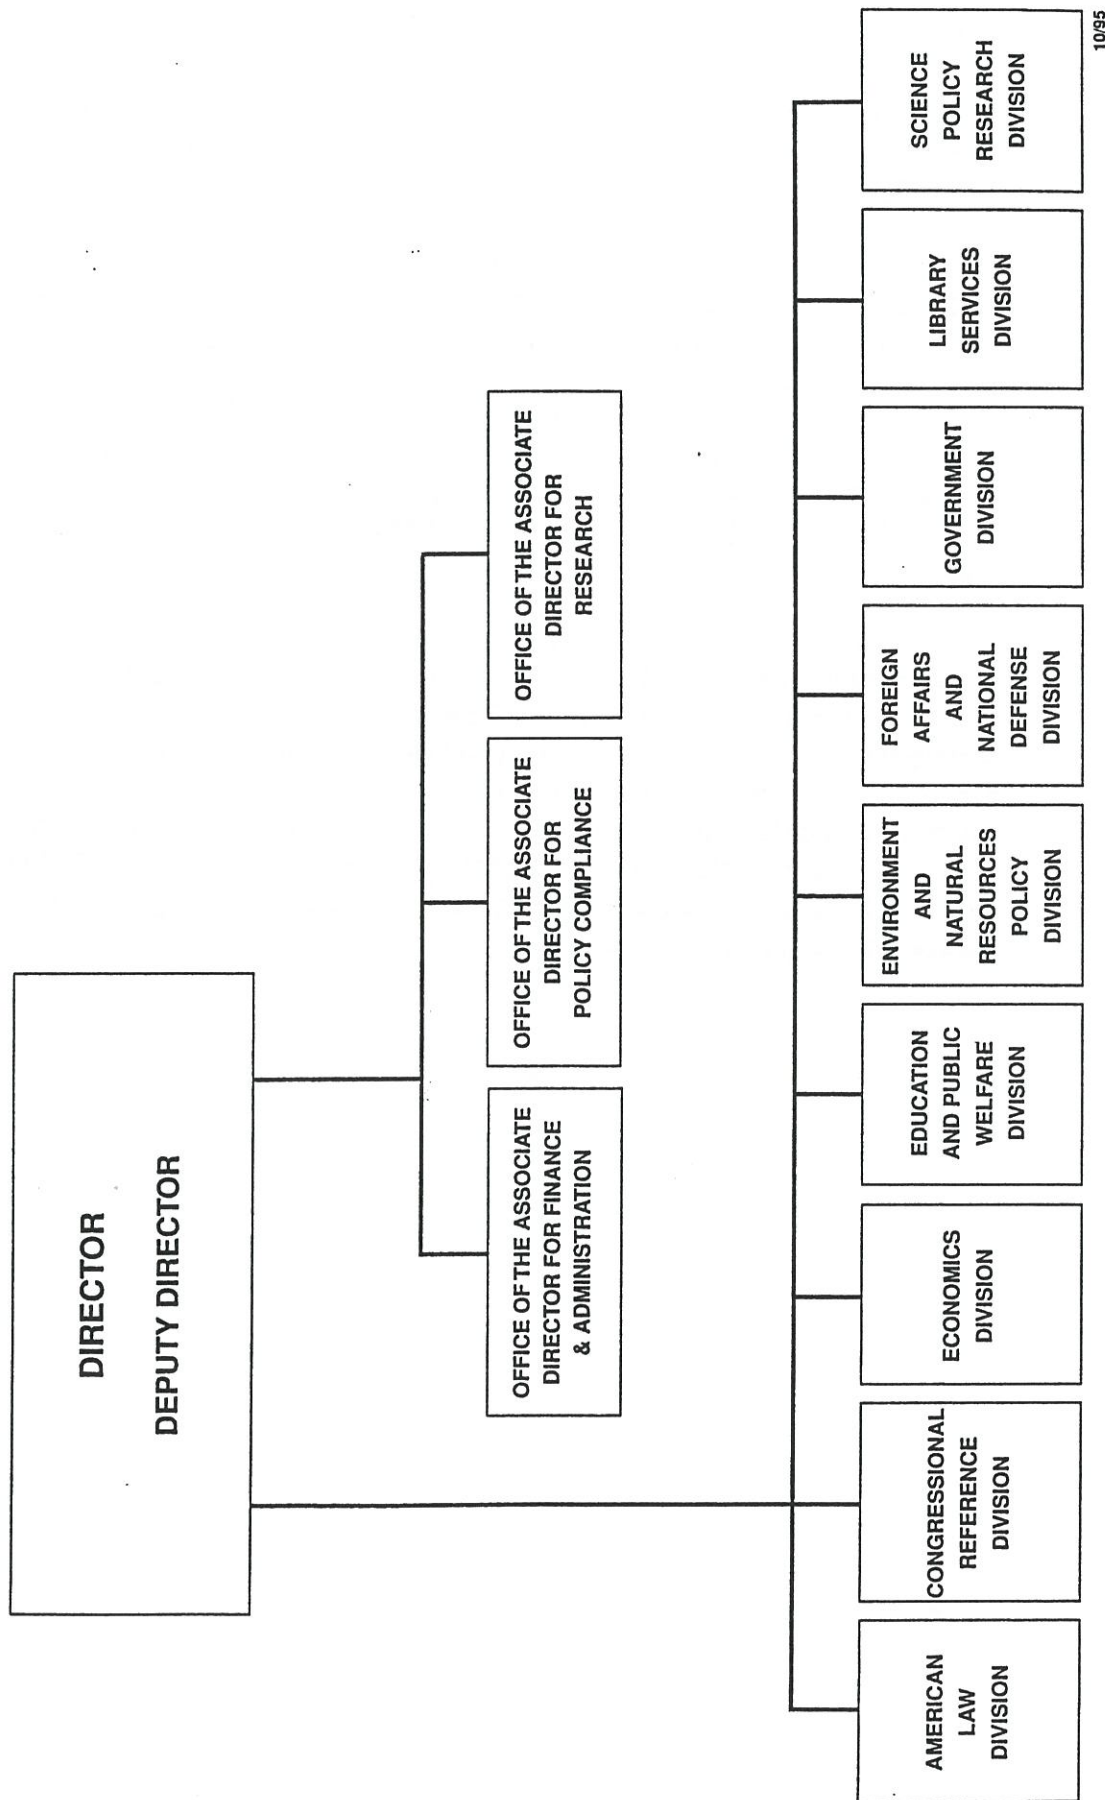 DIRECTOR
DEPUTY DIRECTOR
OFFICE OF THE ASSOCIATE
DIRECTOR FOR FINANCE
& ADMINISTRATION
OFFICE OF THE ASSOCIATE
DIRECTOR FOR
POLICY COMPLIANCE
OFFICE OF THE ASSOCIATE
DIRECTOR FOR
RESEARCH
AMERICAN
LAW
DIVISION
CONGRESSIONAL
REFERENCE
DIVISION
ECONOMICS
DIVISION
EDUCATION
AND PUBLIC
WELFARE
DIVISION
ENVIRONMENT
AND
NATURAL
RESOURCES
POLICY
DIVISION
FOREIGN
AFFAIRS
AND
NATIONAL
DEFENSE
DIVISION
GOVERNMENT
DIVISION
LIBRARY
SERVICES
DIVISION
SCIENCE
POLICY
RESEARCH
DIVISION
10/95